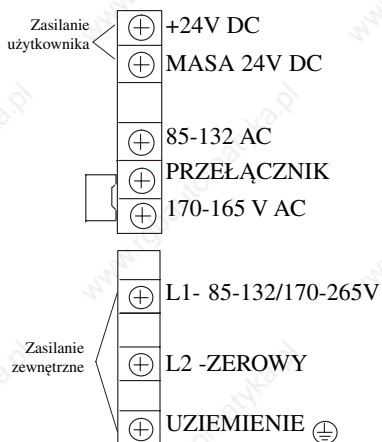 Zasilanie
użytkownika
+24V DC
MASA 24V DC
85-132 AC
PRZEŁĄCZNIK
170-165 V AC
L1- 85-132/170-265V
Zasilanie
zewnętrzne
L2 -ZEROWY
UZIEMIENIE